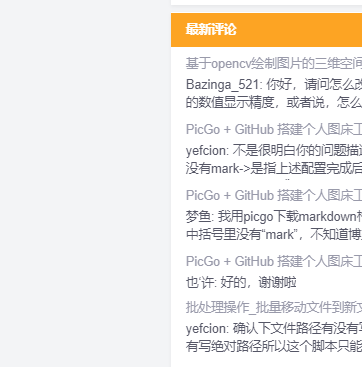 最新评论
基于opencv绘制图片的三维空间
Bazinga_521: 你好，请问怎么改
的数值显示精度，或者说，怎么
PicGo + GitHub 搭建个人图床工
yefcion: 不是很明白你的问题描述
没有mark->是指上述配置完成后
PicGo + GitHub 搭建个人图床工
梦鱼: 我用picgo下载markdown
中括号里没有“mark”，不知道博
PicGo + GitHub 搭建个人图床工
也'许: 好的，谢谢啦
批处理操作_批量移动文件到新文
yefcion: 确认下文件路径有没有写
有写绝对路径所以这个脚本只能